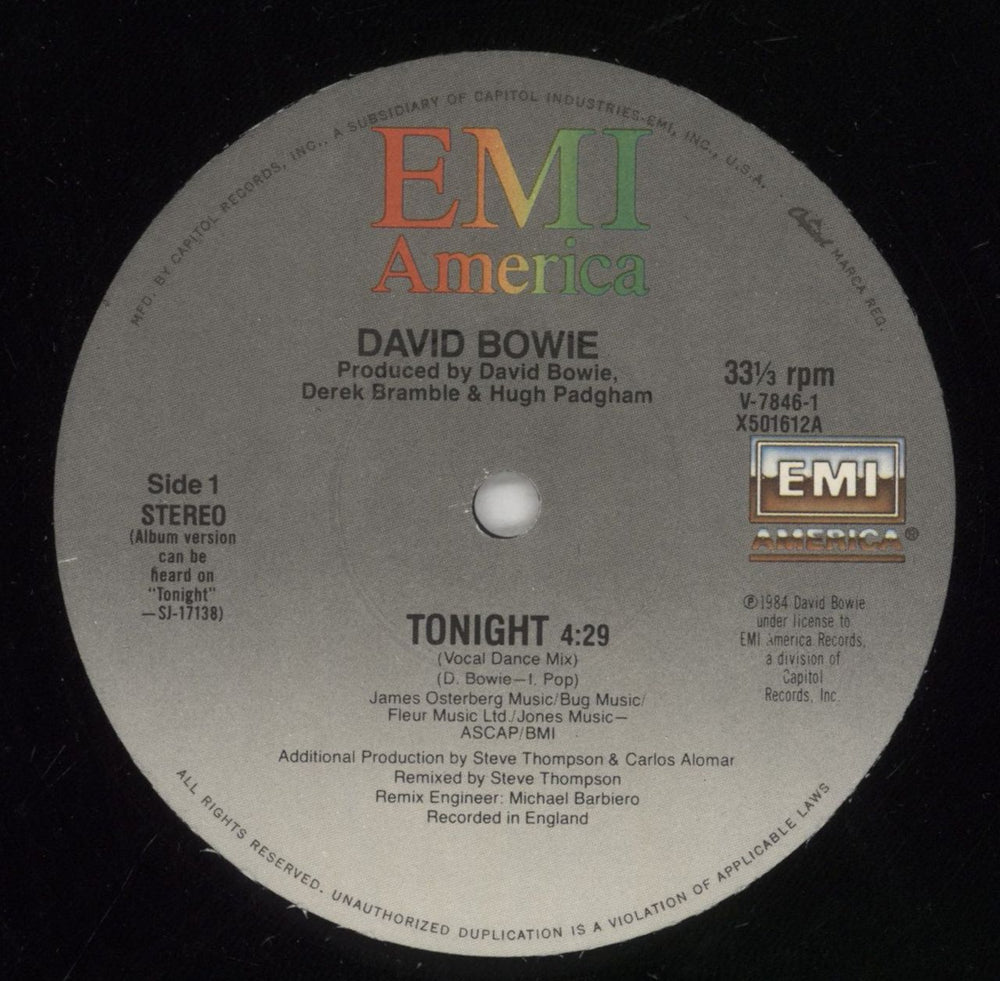 MFD. BY CAPITOL RECORDS, INC., A SUBSIDIARY OF CAPITOL INDUSTRIES-EMI, INC., U.S.A.
Capitol MARCA REG.
EMI
America
DAVID BOWIE
Produced by David Bowie,
Derek Bramble & Hugh Padgham
33⅓ rpm
V-7846-1
X501612A
EMI
AMERICA®
Side 1
STEREO
(Album version
can be
heard on
"Tonight"
—SJ-17138)
℗1984 David Bowie
under license to
EMI America Records,
a division of
Capitol
Records, Inc.
TONIGHT 4:29
(Vocal Dance Mix)
(D. Bowie—I. Pop)
James Osterberg Music/Bug Music/
Fleur Music Ltd./Jones Music—
ASCAP/BMI
Additional Production by Steve Thompson & Carlos Alomar
Remixed by Steve Thompson
Remix Engineer: Michael Barbiero
Recorded in England
ALL RIGHTS RESERVED. UNAUTHORIZED DUPLICATION IS A VIOLATION OF APPLICABLE LAWS